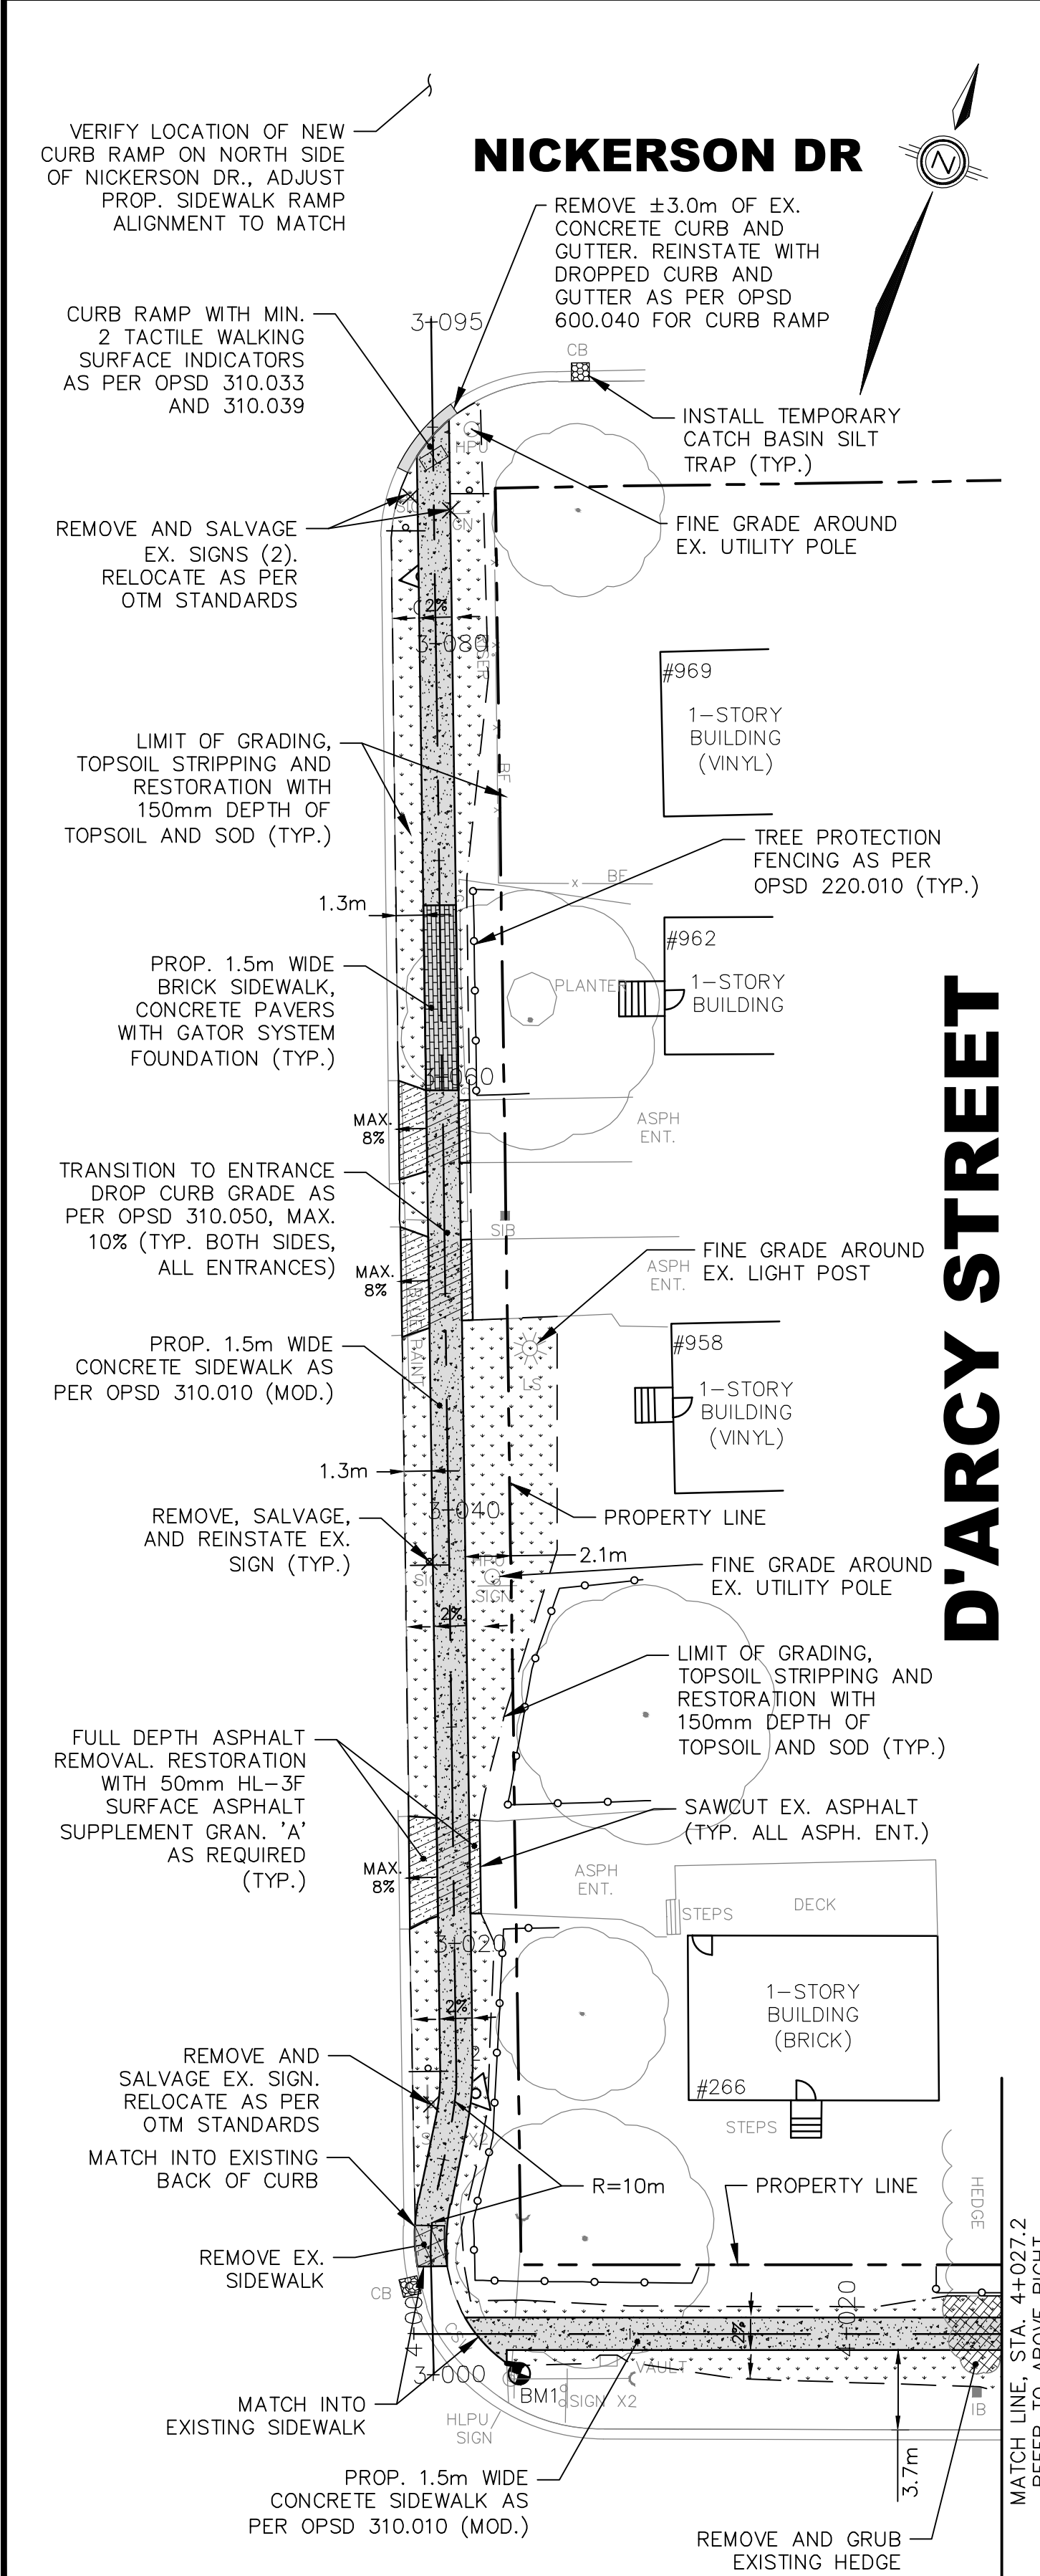 VERIFY LOCATION OF NEW
CURB RAMP ON NORTH SIDE
OF NICKERSON DR., ADJUST
PROP. SIDEWALK RAMP
ALIGNMENT TO MATCH
NICKERSON DR
N
REMOVE ±3.0m OF EX.
CONCRETE CURB AND
GUTTER. REINSTATE WITH
DROPPED CURB AND
GUTTER AS PER OPSD
600.040 FOR CURB RAMP
CURB RAMP WITH MIN.
2 TACTILE WALKING
SURFACE INDICATORS
AS PER OPSD 310.033
AND 310.039
3+095
CB
INSTALL TEMPORARY
CATCH BASIN SILT
TRAP (TYP.)
HPU
REMOVE AND SALVAGE
EX. SIGNS (2).
RELOCATE AS PER
OTM STANDARDS
FINE GRADE AROUND
EX. UTILITY POLE
2%
3+080
#969
1-STORY
BUILDING
(VINYL)
LIMIT OF GRADING,
TOPSOIL STRIPPING AND
RESTORATION WITH
150mm DEPTH OF
TOPSOIL AND SOD (TYP.)
BF
TREE PROTECTION
FENCING AS PER
OPSD 220.010 (TYP.)
BF
1.3m
#962
1-STORY
BUILDING
PLANTER
PROP. 1.5m WIDE
BRICK SIDEWALK,
CONCRETE PAVERS
WITH GATOR SYSTEM
FOUNDATION (TYP.)
3+060
MAX.
8%
ASPH
ENT.
TRANSITION TO ENTRANCE
DROP CURB GRADE AS
PER OPSD 310.050, MAX.
10% (TYP. BOTH SIDES,
ALL ENTRANCES)
SIB
FINE GRADE AROUND
EX. LIGHT POST
ASPH
ENT.
MAX.
8%
PROP. 1.5m WIDE
CONCRETE SIDEWALK AS
PER OPSD 310.010 (MOD.)
LS
#958
1-STORY
BUILDING
(VINYL)
D'ARCY STREET
1.3m
3+040
REMOVE, SALVAGE,
AND REINSTATE EX.
SIGN (TYP.)
PROPERTY LINE
2.1m
SIGN
FINE GRADE AROUND
EX. UTILITY POLE
2%
LIMIT OF GRADING,
TOPSOIL STRIPPING AND
RESTORATION WITH
150mm DEPTH OF
TOPSOIL AND SOD (TYP.)
FULL DEPTH ASPHALT
REMOVAL. RESTORATION
WITH 50mm HL-3F
SURFACE ASPHALT
SUPPLEMENT GRAN. 'A'
AS REQUIRED
(TYP.)
SAWCUT EX. ASPHALT
(TYP. ALL ASPH. ENT.)
MAX.
8%
ASPH
ENT.
STEPS
DECK
3+020
1-STORY
BUILDING
(BRICK)
#266
STEPS
2%
REMOVE AND
SALVAGE EX. SIGN.
RELOCATE AS PER
OTM STANDARDS
MATCH INTO EXISTING
BACK OF CURB
R=10m
PROPERTY LINE
HEDGE
REMOVE EX.
SIDEWALK
CB
4+020
2%
3+000
VAULT
BM1
SIGN X2
HLPU
SIGN
IB
MATCH INTO
EXISTING SIDEWALK
3.7m
PROP. 1.5m WIDE
CONCRETE SIDEWALK AS
PER OPSD 310.010 (MOD.)
REMOVE AND GRUB
EXISTING HEDGE
MATCH LINE, STA. 4+027.2
REFER TO ABOVE RIGHT